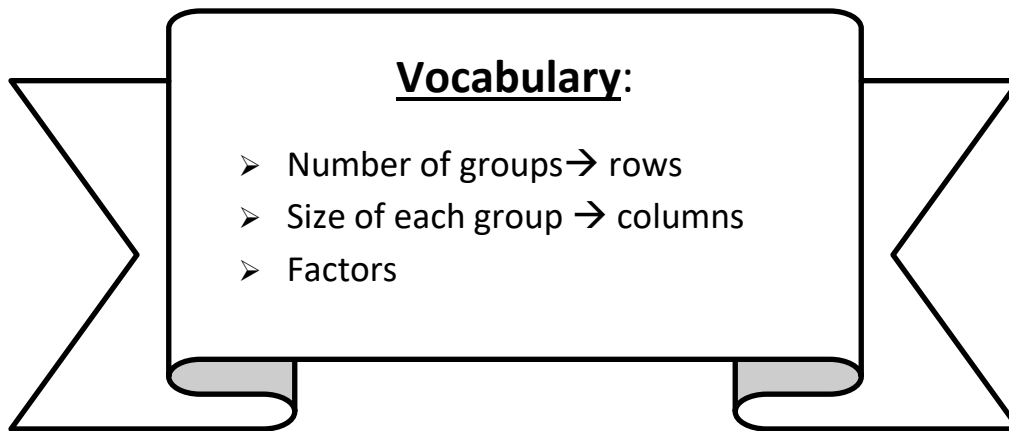 Vocabulary:
➢ Number of groups→ rows
➢ Size of each group → columns
➢ Factors